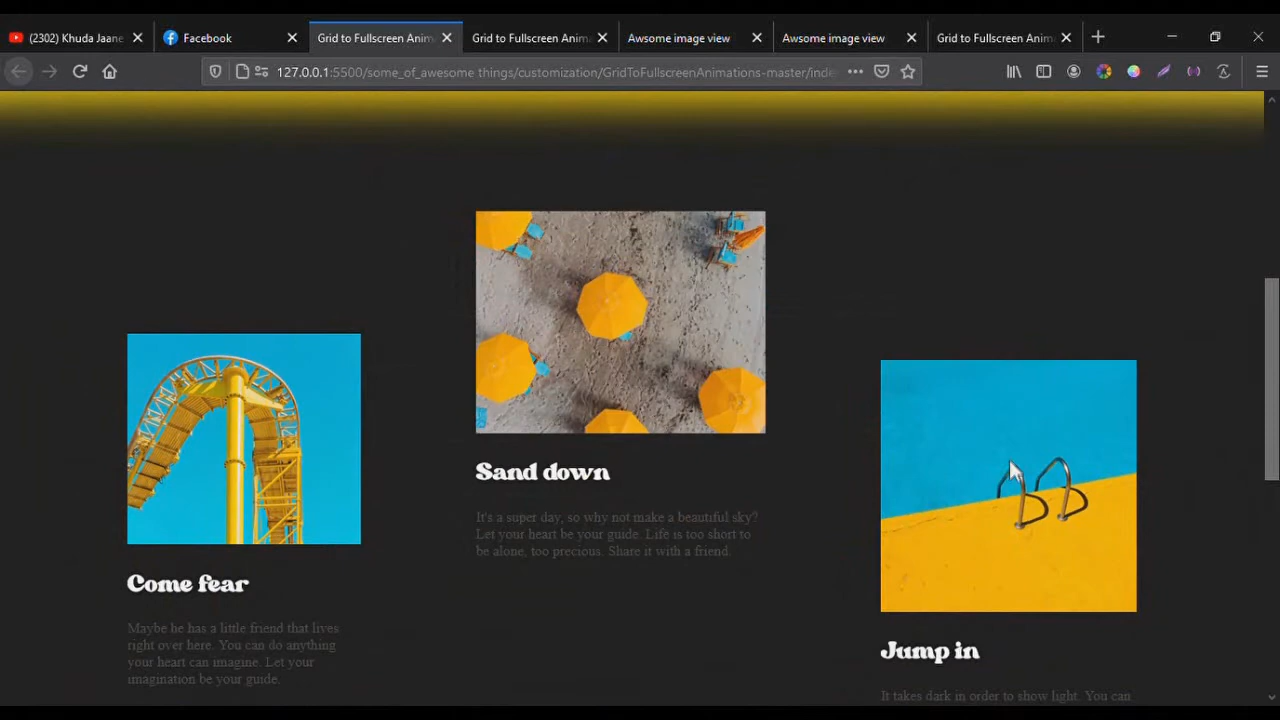 (2302) Khuda Jaane
Facebook
Grid to Fullscreen Anim
Grid to Fullscreen Anima
Awsome image view
Awsome image view
Grid to Fullscreen Anima
127.0.0.1:5500/some_of_awesome things/customization/GridToFullscreenAnimations-master/inde
Sand down
It's a super day, so why not make a beautiful sky?
Let your heart be your guide. Life is too short to
be alone, too precious. Share it with a friend.
Come fear
Maybe he has a little friend that lives
right over here. You can do anything
your heart can imagine. Let your
imagination be your guide.
Jump in
It takes dark in order to show light. You can